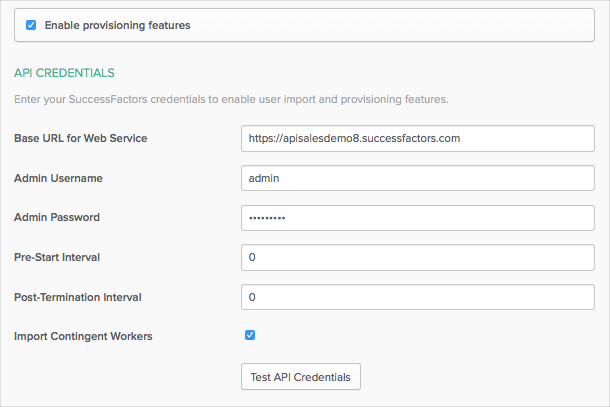 Enable provisioning features
API CREDENTIALS
Enter your SuccessFactors credentials to enable user import and provisioning features.
Base URL for Web Service https://apisalesdemo8.successfactors.com
Admin Username admin
Admin Password •••••••••
Pre-Start Interval 0
Post-Termination Interval 0
Import Contingent Workers
Test API Credentials